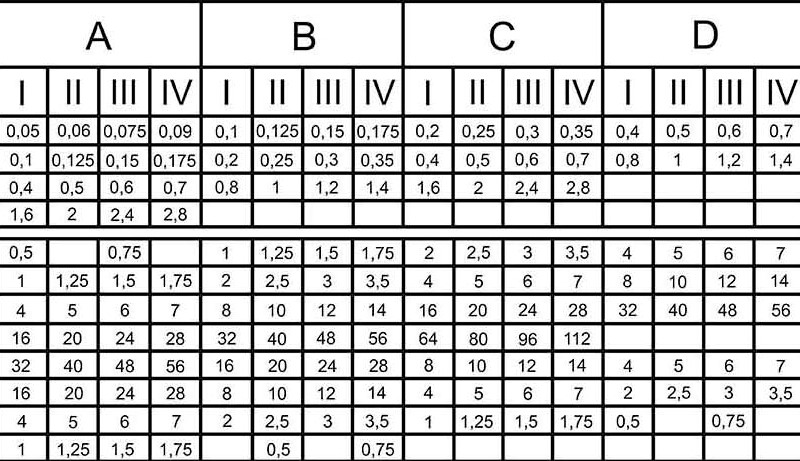 A B C D
I II III IV I II III IV I II III IV I II III IV
0,05 0,06 0,075 0,09 0,1 0,125 0,15 0,175 0,2 0,25 0,3 0,35 0,4 0,5 0,6 0,7
0,1 0,125 0,15 0,175 0,2 0,25 0,3 0,35 0,4 0,5 0,6 0,7 0,8 1 1,2 1,4
0,4 0,5 0,6 0,7 0,8 1 1,2 1,4 1,6 2 2,4 2,8
1,6 2 2,4 2,8
0,5 0,75 1 1,25 1,5 1,75 2 2,5 3 3,5 4 5 6 7
1 1,25 1,5 1,75 2 2,5 3 3,5 4 5 6 7 8 10 12 14
4 5 6 7 8 10 12 14 16 20 24 28 32 40 48 56
16 20 24 28 32 40 48 56 64 80 96 112
32 40 48 56 16 20 24 28 8 10 12 14 4 5 6 7
16 20 24 28 8 10 12 14 4 5 6 7 2 2,5 3 3,5
4 5 6 7 2 2,5 3 3,5 1 1,25 1,5 1,75 0,5 0,75
1 1,25 1,5 1,75 0,5 0,75